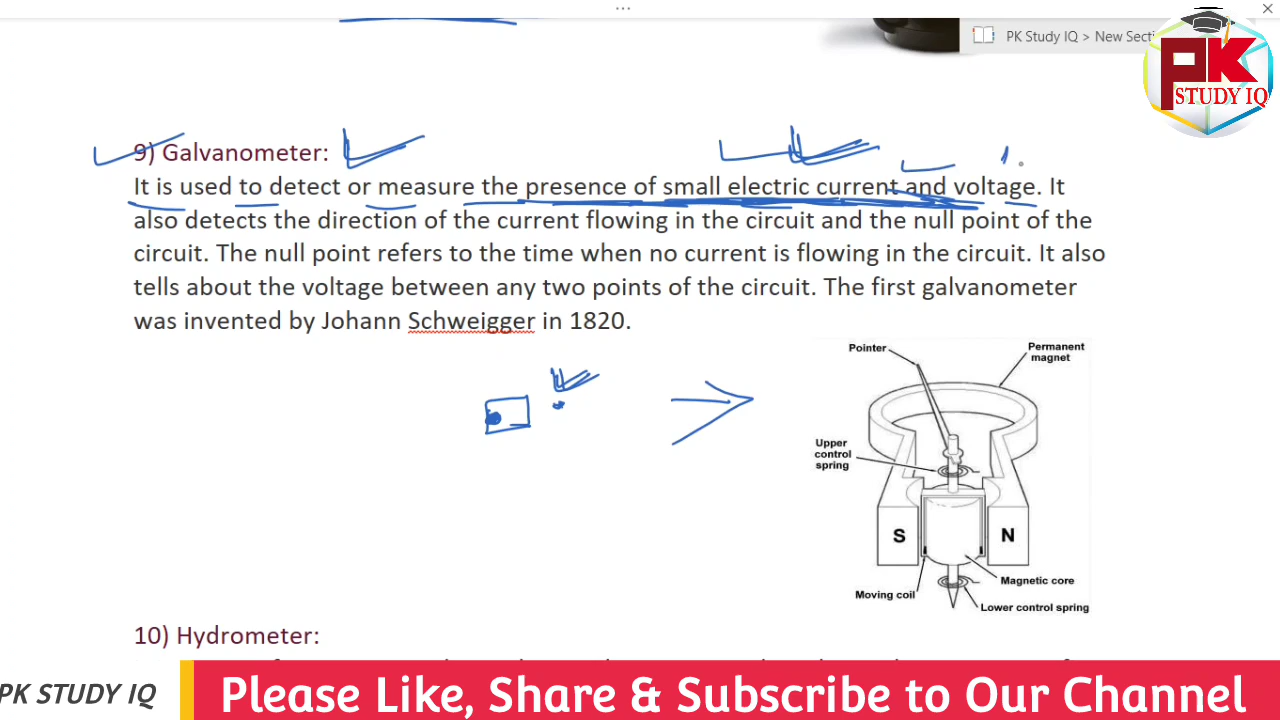 PK Study IQ > New Secti
PK
STUDY IQ
9) Galvanometer:
It is used to detect or measure the presence of small electric current and voltage. It
also detects the direction of the current flowing in the circuit and the null point of the
circuit. The null point refers to the time when no current is flowing in the circuit. It also
tells about the voltage between any two points of the circuit. The first galvanometer
was invented by Johann Schweigger in 1820.
Pointer
Permanent
magnet
Upper
control
spring
S
N
Magnetic core
Moving coil
Lower control spring
10) Hydrometer:
PK STUDY IQ
Please Like, Share & Subscribe to Our Channel